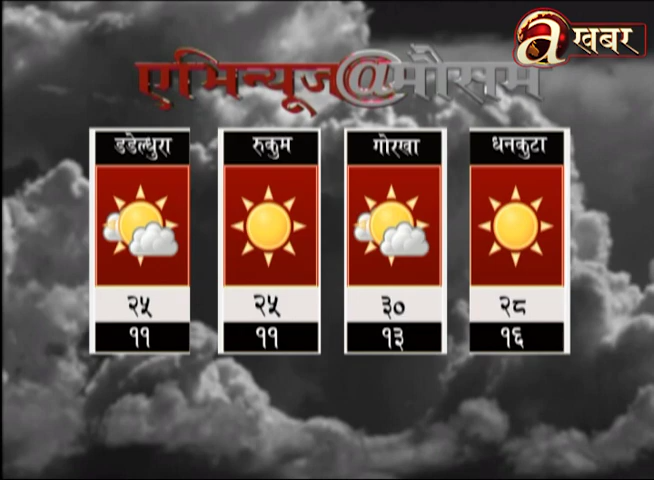 a खबर
एभिन्यूज@मौसम
डडेल्धुरा रुकुम गोरखा धनकुटा
२५ २५ ३० २८
११ ११ १३ १६